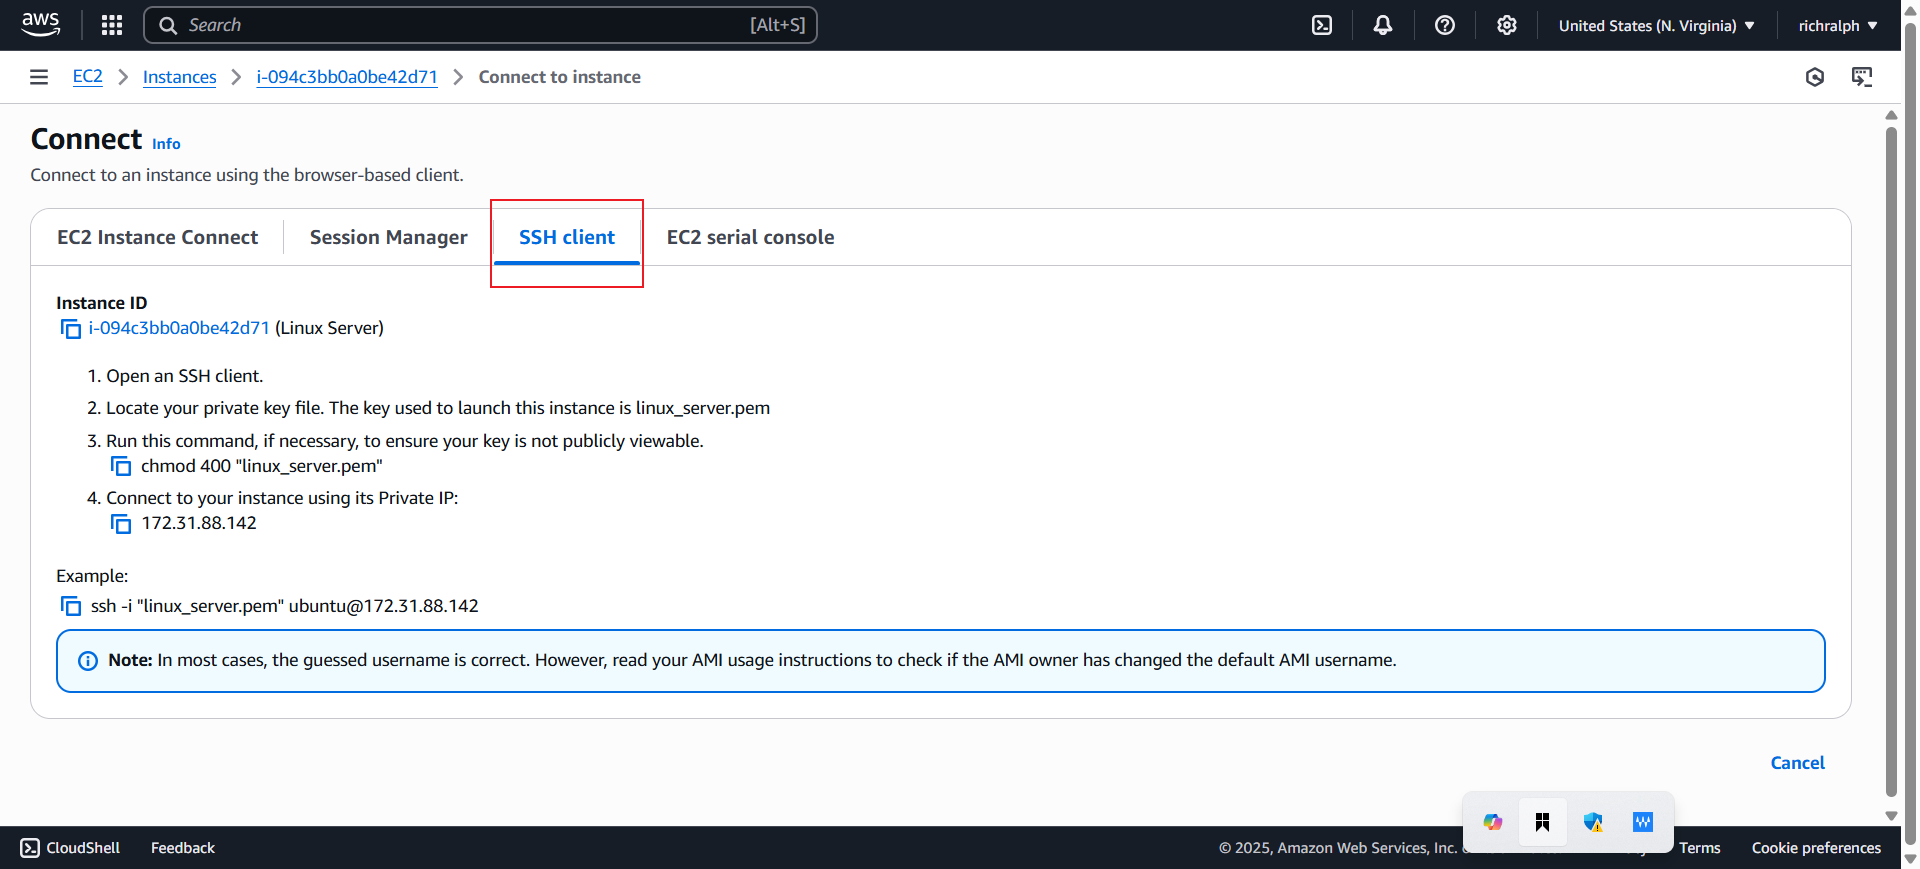 aws
Search [Alt+S]
United States (N. Virginia)
richralph
EC2 Instances i-094c3bb0a0be42d71 Connect to instance
Connect Info
Connect to an instance using the browser-based client.
EC2 Instance Connect Session Manager SSH client EC2 serial console
Instance ID
i-094c3bb0a0be42d71 (Linux Server)
1. Open an SSH client.
2. Locate your private key file. The key used to launch this instance is linux_server.pem
3. Run this command, if necessary, to ensure your key is not publicly viewable.
chmod 400 "linux_server.pem"
4. Connect to your instance using its Private IP:
172.31.88.142
Example:
ssh -i "linux_server.pem" ubuntu@172.31.88.142
Note: In most cases, the guessed username is correct. However, read your AMI usage instructions to check if the AMI owner has changed the default AMI username.
Cancel
CloudShell Feedback © 2025, Amazon Web Services, Inc. Terms Cookie preferences